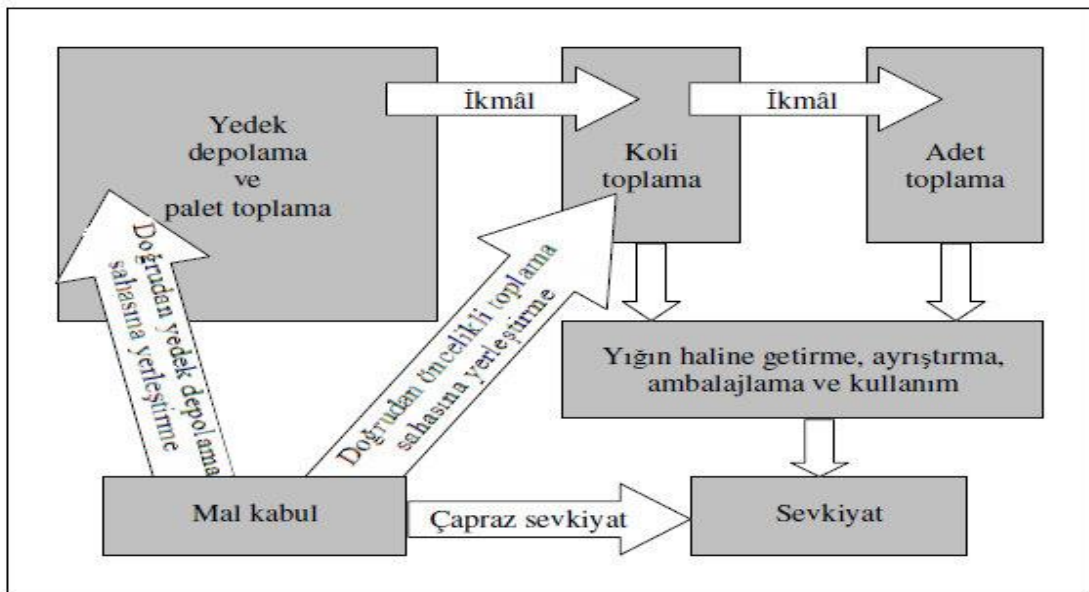 İkmâl
İkmâl
Yedek
depolama
ve
palet toplama
Koli
toplama
Adet
toplama
Doğrudan yedek depolama
sahasına yerleştirme
Doğrudan öncelikli toplama
sahasına yerleştirme
Yığın haline getirme, ayrıştırma,
ambalajlama ve kullanım
Mal kabul
Çapraz sevkiyat
Sevkiyat